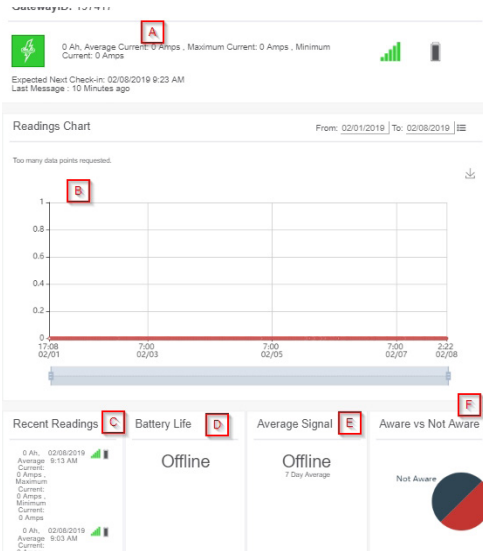 GatewayID: 197417
A
0 Ah, Average Current: 0 Amps , Maximum Current: 0 Amps , Minimum
Current: 0 Amps
Expected Next Check-in: 02/08/2019 9:23 AM
Last Message : 10 Minutes ago
Readings Chart
From: 02/01/2019 To: 02/08/2019
Too many data points requested.
B
1
0.8
0.6
0.4
0.2
0
17:08 7:00 7:00 7:00 2:22
02/01 02/03 02/05 02/07 02/08
F
Recent Readings C Battery Life D Average Signal E Aware vs Not Aware
0 Ah, 02/08/2019
Average 9:13 AM
Current:
0 Amps ,
Maximum
Current:
0 Amps ,
Minimum
Current:
0 Amps
Offline
Offline
7 Day Average
Not Aware
0 Ah, 02/08/2019
Average 9:03 AM
Current: